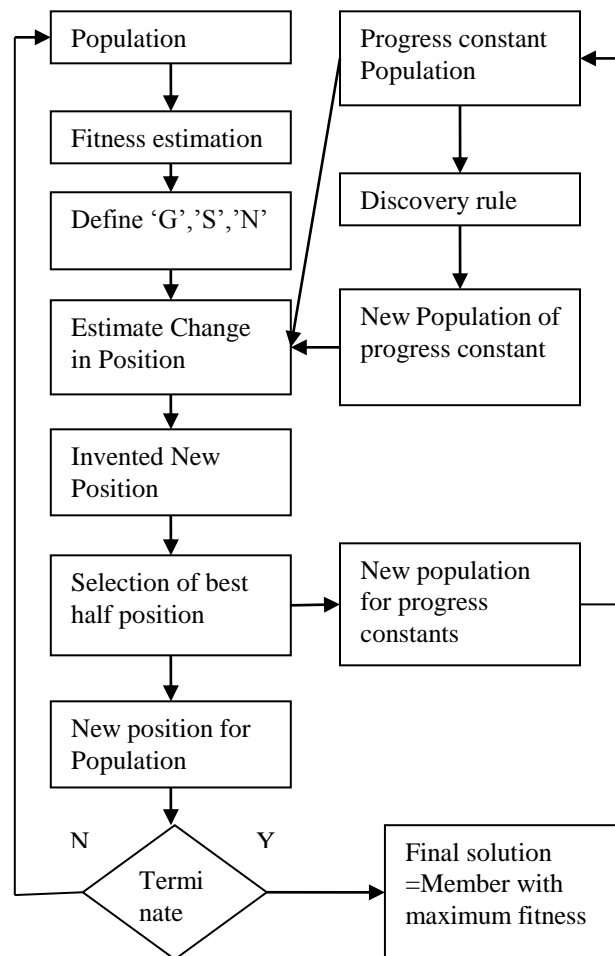 Population
Fitness estimation
Define ‘G’,’S’,’N’
Estimate Change
in Position
Invented New
Position
Selection of best
half position
New position for
Population
N
Y
Termi
nate
Progress constant
Population
Discovery rule
New Population of
progress constant
New population
for progress
constants
Final solution
=Member with
maximum fitness